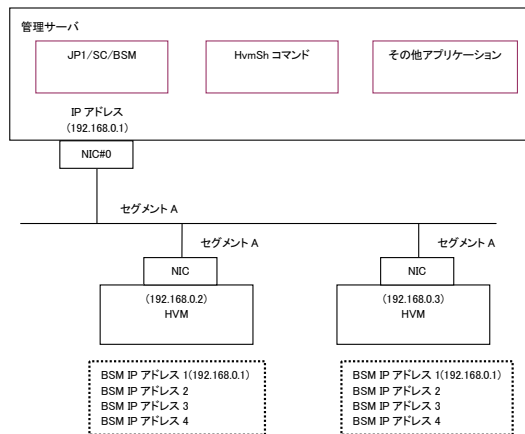 管理サーバ
JP1/SC/BSM
HvmSh コマンド
その他アプリケーション
IP アドレス
(192.168.0.1)
NIC#0
セグメント A
セグメント A
セグメント A
NIC
NIC
(192.168.0.2)
HVM
(192.168.0.3)
HVM
BSM IP アドレス 1(192.168.0.1)
BSM IP アドレス 2
BSM IP アドレス 3
BSM IP アドレス 4
BSM IP アドレス 1(192.168.0.1)
BSM IP アドレス 2
BSM IP アドレス 3
BSM IP アドレス 4